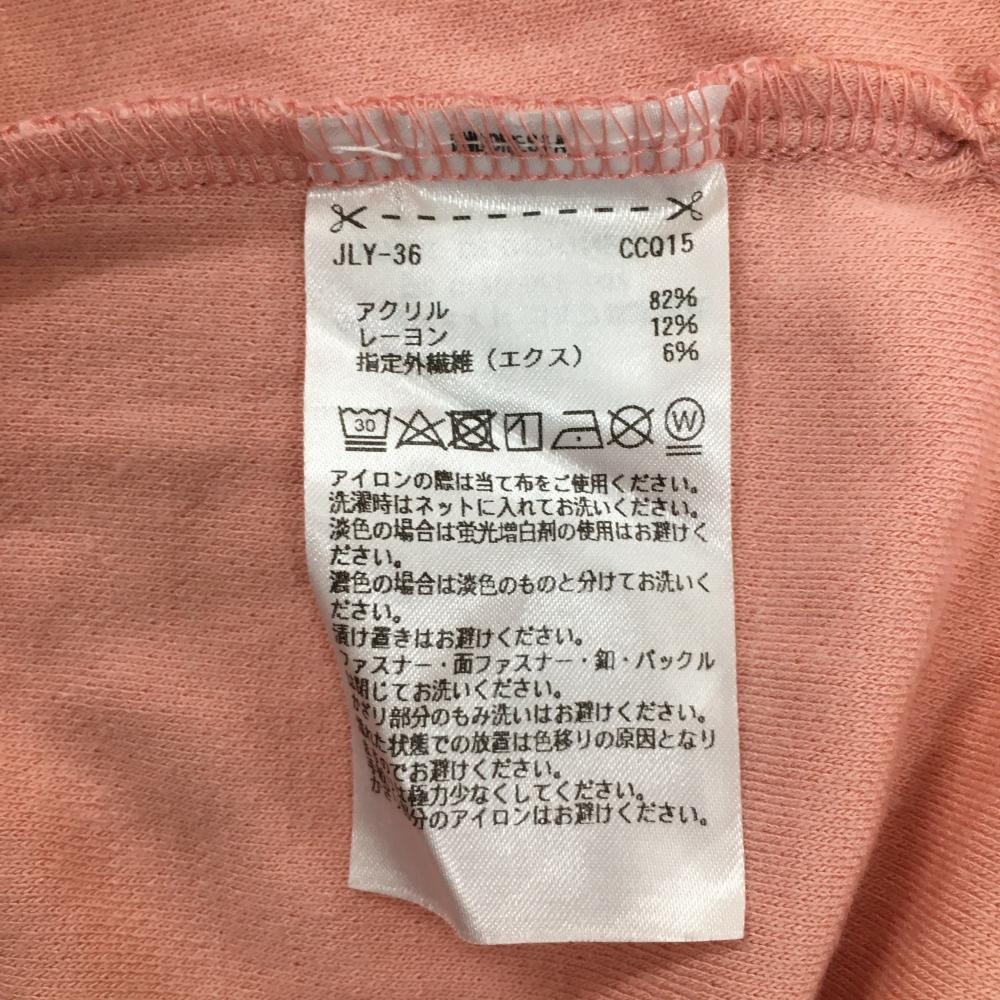 JLY-36 CCQ15
アクリル 82%
レーヨン 12%
指定外繊維（エクス） 6%
30 W
アイロンの際は当て布をご使用ください。
洗濯時はネットに入れてお洗いください。
淡色の場合は蛍光増白剤の使用はお避けく
ださい。
濃色の場合は淡色のものと分けてお洗いく
ださい。
漬け置きはお避けください。
ファスナー・面ファスナー・釦・バックル
閉じてお洗いください。
かざり部分のもみ洗いはお避けください。
た状態での放置は色移りの原因となり
でお避けください。
は極力少なくしてください。
分のアイロンはお避けください。